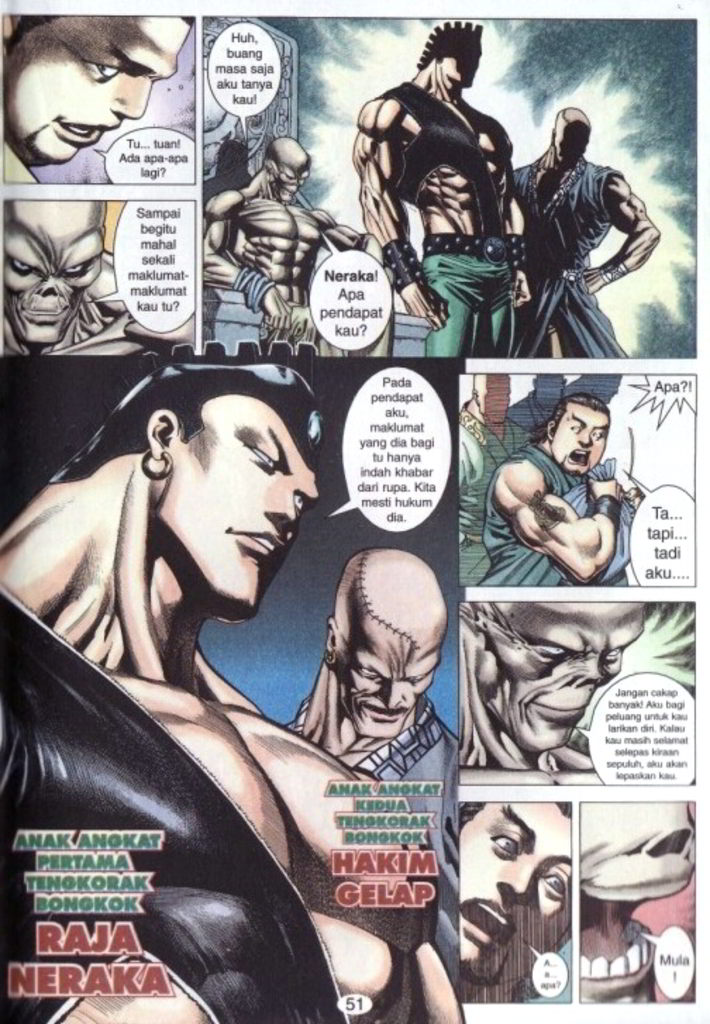 Tu... tuan!
Ada apa-apa
lagi?
Huh,
buang
masa saja
aku tanya
kau!
Neraka!
Apa
pendapat
kau?
Sampai
begitu
mahal
sekali
maklumat-
maklumat
kau tu?
Pada
pendapat
aku,
maklumat
yang dia bagi
tu hanya
indah khabar
dari rupa. Kita
mesti hukum
dia.
Apa?!
Ta...
tapi...
tadi
aku....
Jangan cakap
banyak! Aku bagi
peluang untuk kau
larikan diri. Kalau
kau masih selamat
selepas kiraan
sepuluh, aku akan
lepaskan kau.
ANAK ANGKAT
KEDUA
TENGKORAK
BONGKOK
HAKIM
GELAP
ANAK ANGKAT
PERTAMA
TENGKORAK
BONGKOK
RAJA
NERAKA
A...
a...
apa?
Mula
!
51